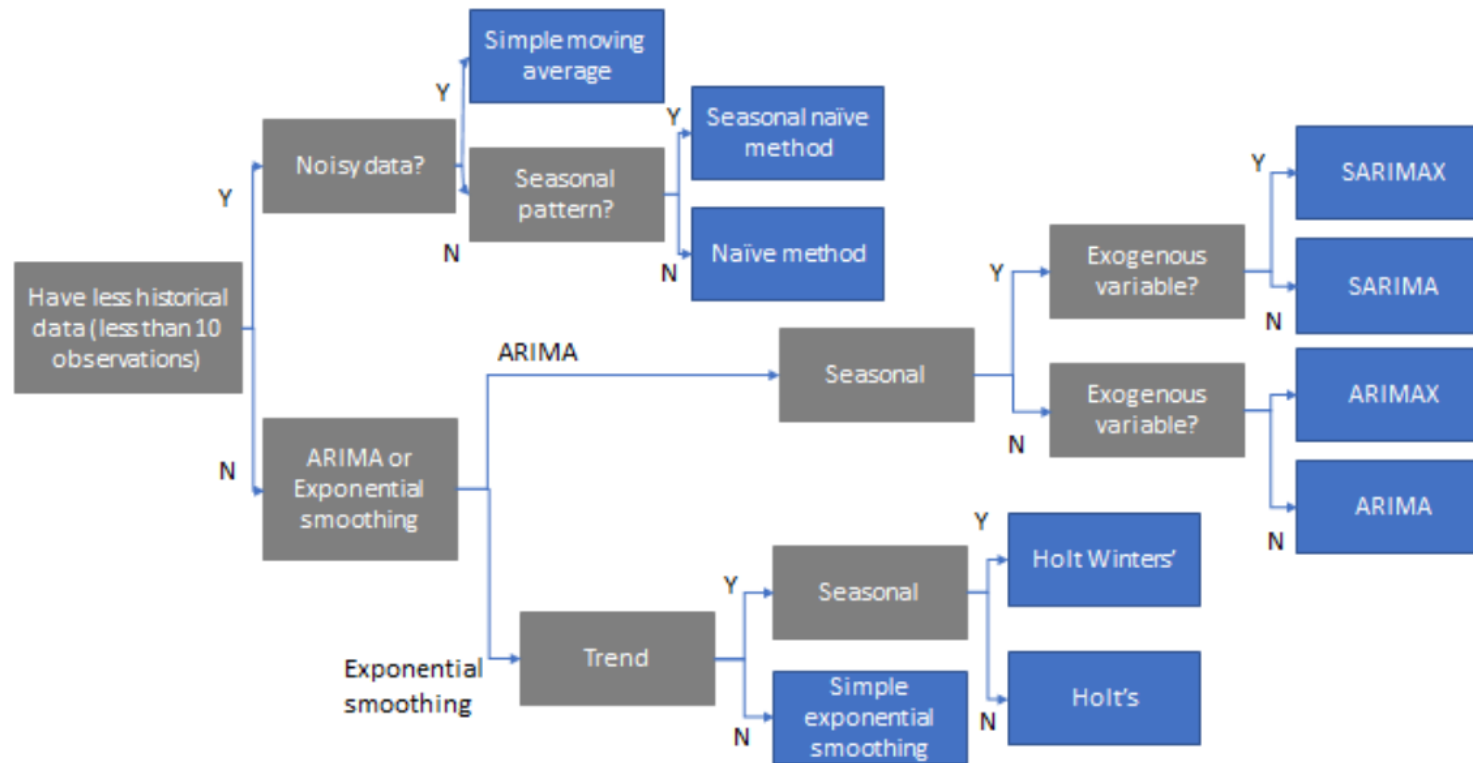 Simple moving
average
Y
Y
Seasonal naïve
method
Noisy data?
Seasonal
pattern?
Y
N
N
Naïve method
Have less historical
data (less than 10
observations)
N
ARIMA or
Exponential
smoothing
ARIMA
Seasonal
Y
Exogenous
variable?
Y
SARIMAX
SARIMA
N
N
Exogenous
variable?
Y
ARIMAX
ARIMA
N
Exponential
smoothing
Trend
Y
Seasonal
Y
Holt Winters’
Holt’s
N
N
Simple
exponential
smoothing